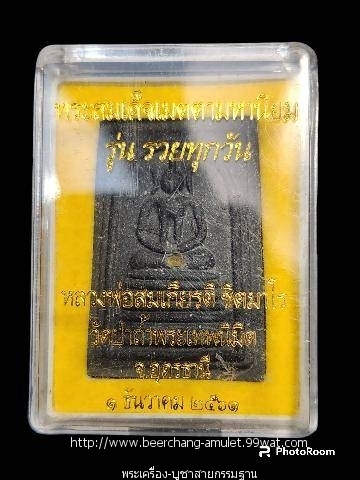 พระสมเด็จเมตตามหานิยม
รุ่น รวยทุกวัน
หลวงพ่อสมเกียรติ ชิตมาโร
วัดป่าถ้ำพระเทพนิมิต
จ.อุดรธานี
๑ ธันวาคม ๒๕๖๑
http://www.beerchang-amulet.99wat.com
PhotoRoom
พระเครื่อง-บูชาสายกรรมฐาน